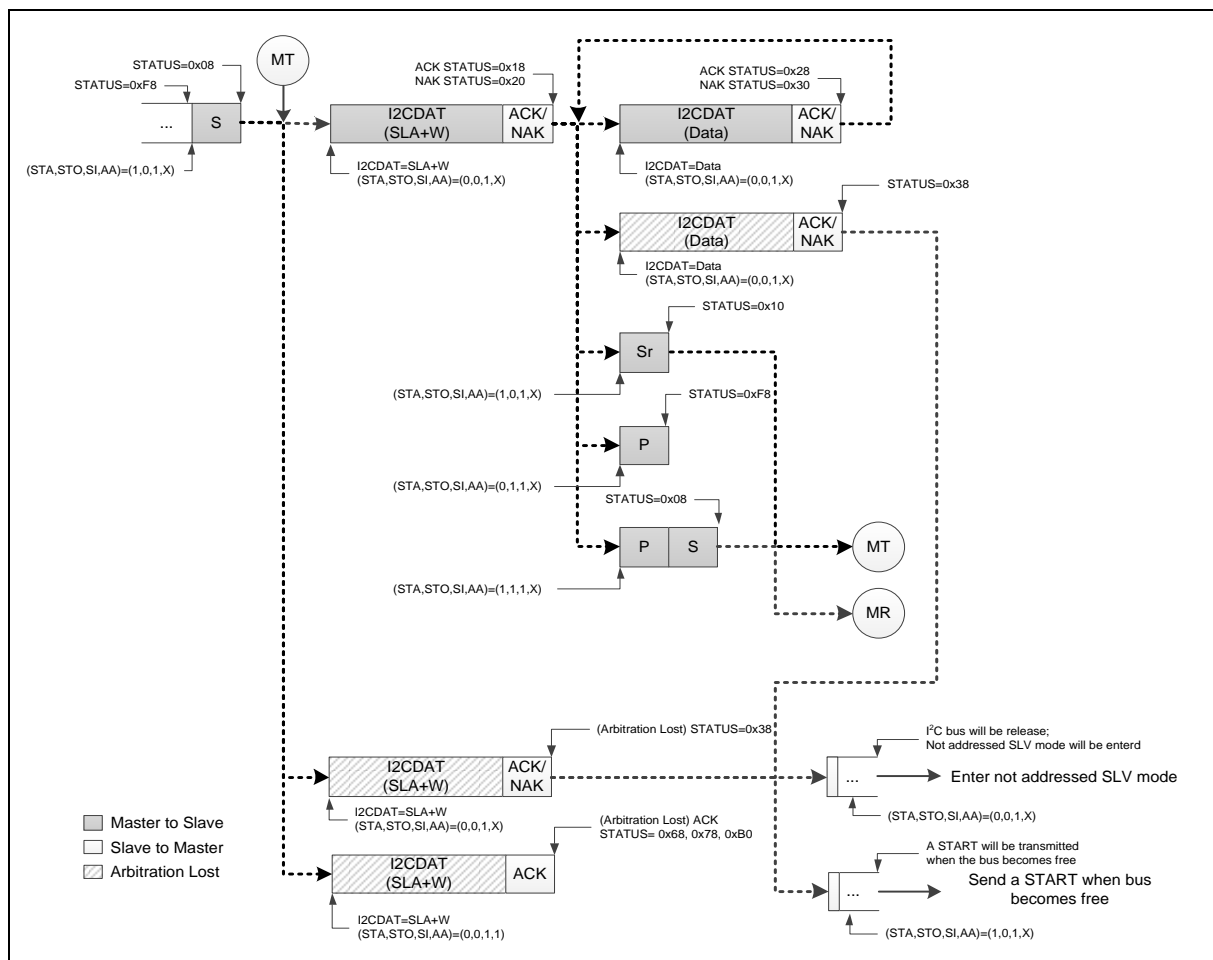 MT
STATUS=0x08
STATUS=0xF8
ACK STATUS=0x18
NAK STATUS=0x20
ACK STATUS=0x28
NAK STATUS=0x30
...
S
I2CDAT
(SLA+W)
ACK/
NAK
I2CDAT
(Data)
ACK/
NAK
(STA,STO,SI,AA)=(1,0,1,X)
I2CDAT=SLA+W
(STA,STO,SI,AA)=(0,0,1,X)
I2CDAT=Data
(STA,STO,SI,AA)=(0,0,1,X)
STATUS=0x38
I2CDAT
(Data)
ACK/
NAK
I2CDAT=Data
(STA,STO,SI,AA)=(0,0,1,X)
STATUS=0x10
Sr
(STA,STO,SI,AA)=(1,0,1,X)
STATUS=0xF8
P
(STA,STO,SI,AA)=(0,1,1,X)
STATUS=0x08
P
S
MT
(STA,STO,SI,AA)=(1,1,1,X)
MR
(Arbitration Lost) STATUS=0x38
I2CDAT
(SLA+W)
ACK/
NAK
I2CDAT=SLA+W
(STA,STO,SI,AA)=(0,0,1,X)
I²C bus will be release;
Not addressed SLV mode will be enterd
...
Enter not addressed SLV mode
(STA,STO,SI,AA)=(0,0,1,X)
Master to Slave
Slave to Master
Arbitration Lost
(Arbitration Lost) ACK
STATUS= 0x68, 0x78, 0xB0
I2CDAT
(SLA+W)
ACK
I2CDAT=SLA+W
(STA,STO,SI,AA)=(0,0,1,1)
A START will be transmitted
when the bus becomes free
...
Send a START when bus
becomes free
(STA,STO,SI,AA)=(1,0,1,X)